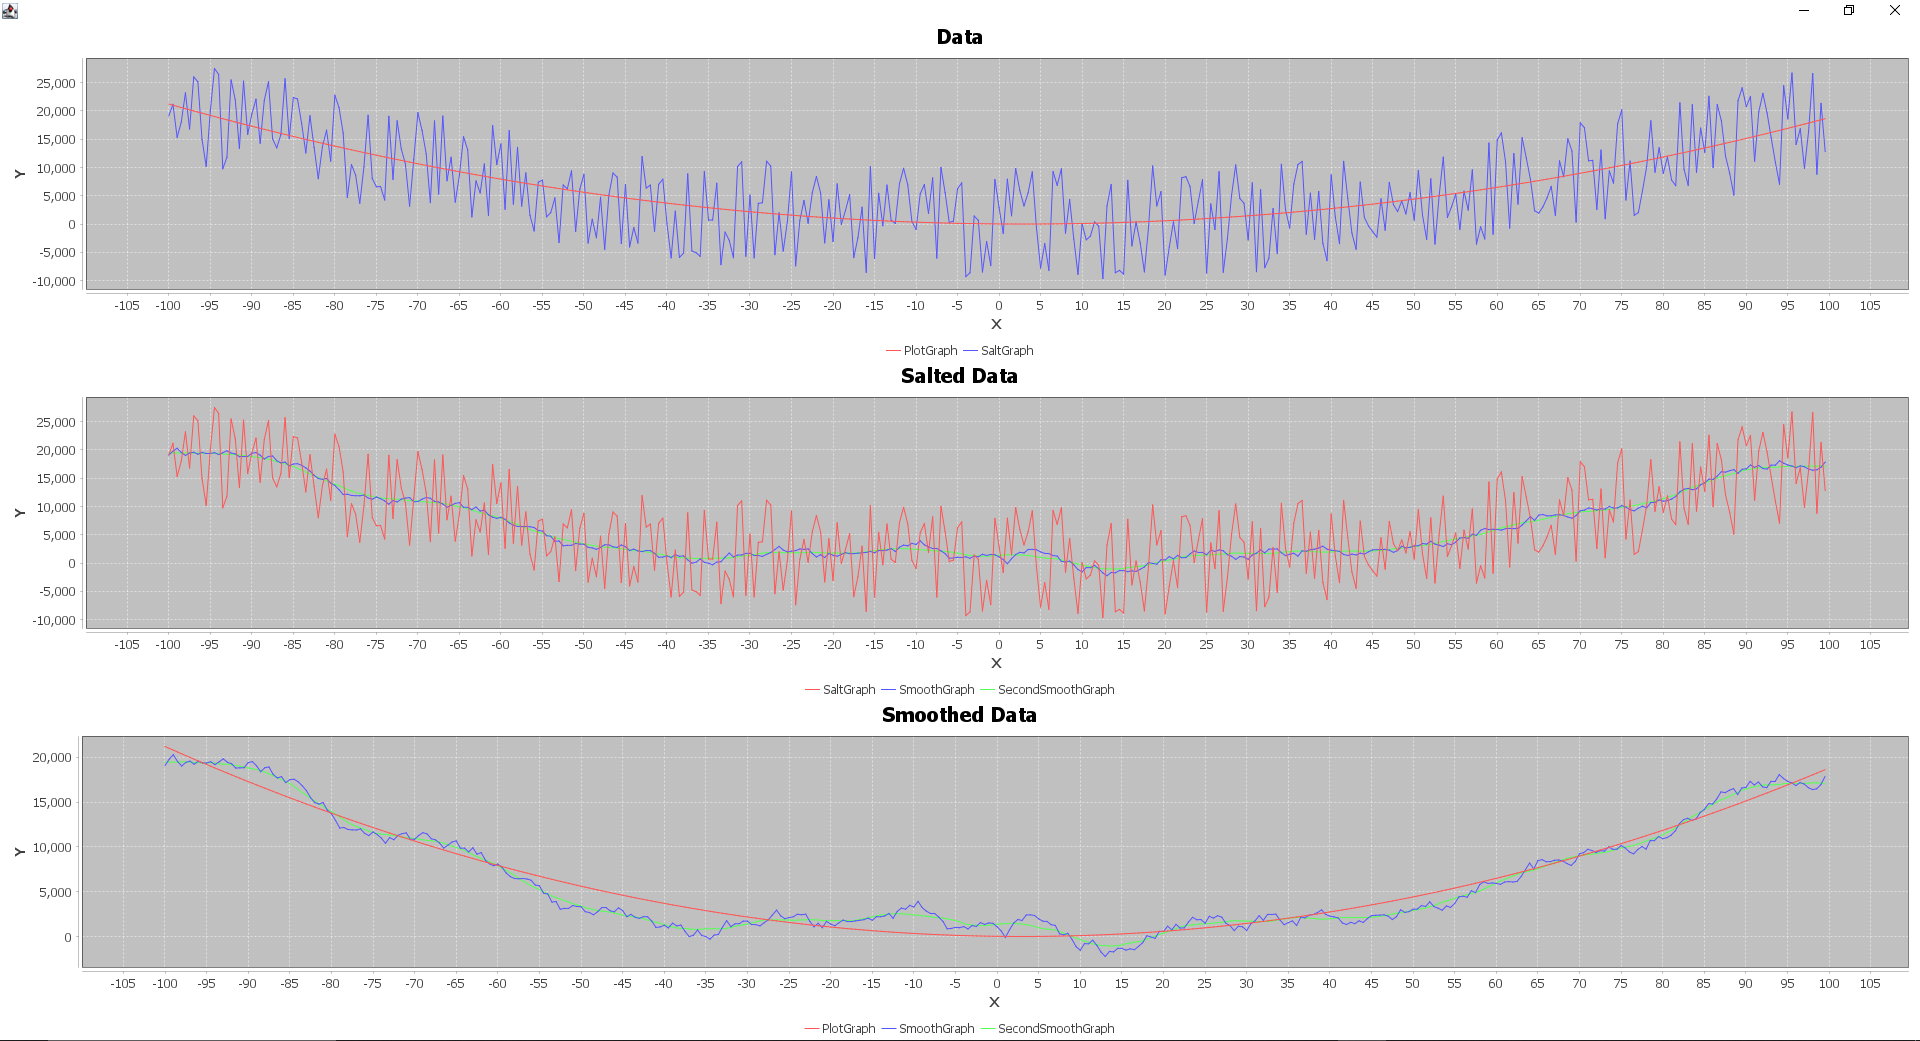 Data
25,000
20,000
15,000
10,000
5,000
0
-5,000
-10,000
Y
-105 -100 -95 -90 -85 -80 -75 -70 -65 -60 -55 -50 -45 -40 -35 -30 -25 -20 -15 -10 -5 0 5 10 15 20 25 30 35 40 45 50 55 60 65 70 75 80 85 90 95 100 105
X
PlotGraph SaltGraph
Salted Data
25,000
20,000
15,000
10,000
5,000
0
-5,000
-10,000
Y
-105 -100 -95 -90 -85 -80 -75 -70 -65 -60 -55 -50 -45 -40 -35 -30 -25 -20 -15 -10 -5 0 5 10 15 20 25 30 35 40 45 50 55 60 65 70 75 80 85 90 95 100 105
X
SaltGraph SmoothGraph SecondSmoothGraph
Smoothed Data
20,000
15,000
10,000
5,000
0
Y
-105 -100 -95 -90 -85 -80 -75 -70 -65 -60 -55 -50 -45 -40 -35 -30 -25 -20 -15 -10 -5 0 5 10 15 20 25 30 35 40 45 50 55 60 65 70 75 80 85 90 95 100 105
X
PlotGraph SmoothGraph SecondSmoothGraph